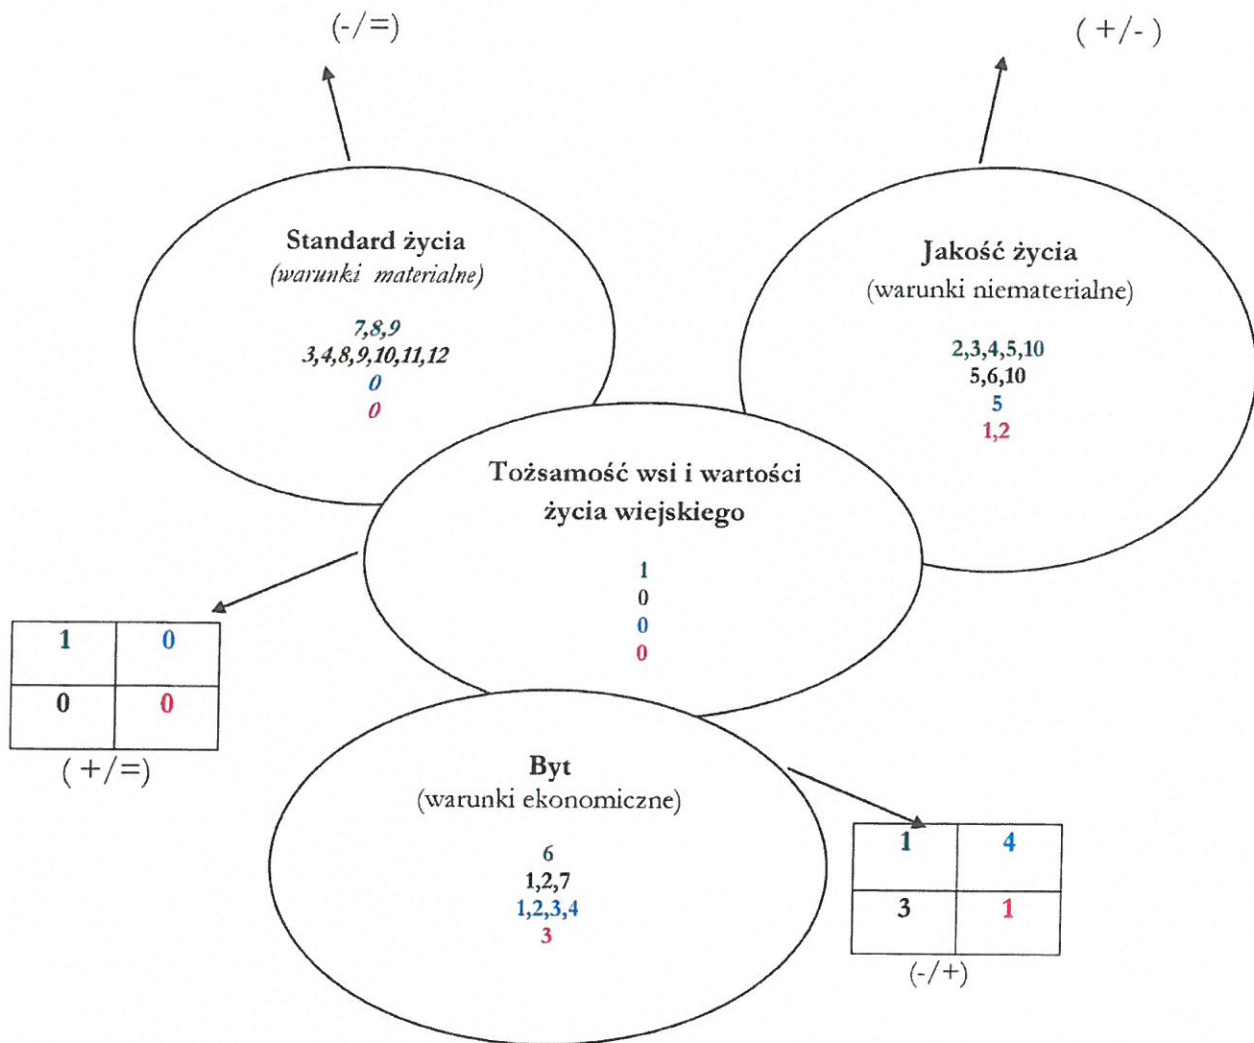 (-/=)
( +/- )
Standard życia
(warunki materialne)
7,8,9
3,4,8,9,10,11,12
0
0
Jakość życia
(warunki niematerialne)
2,3,4,5,10
5,6,10
5
1,2
Tożsamość wsi i wartości
życia wiejskiego
1
0
0
0
1 0
0 0
( +/=)
Byt
(warunki ekonomiczne)
6
1,2,7
1,2,3,4
3
1 4
3 1
(-/+)